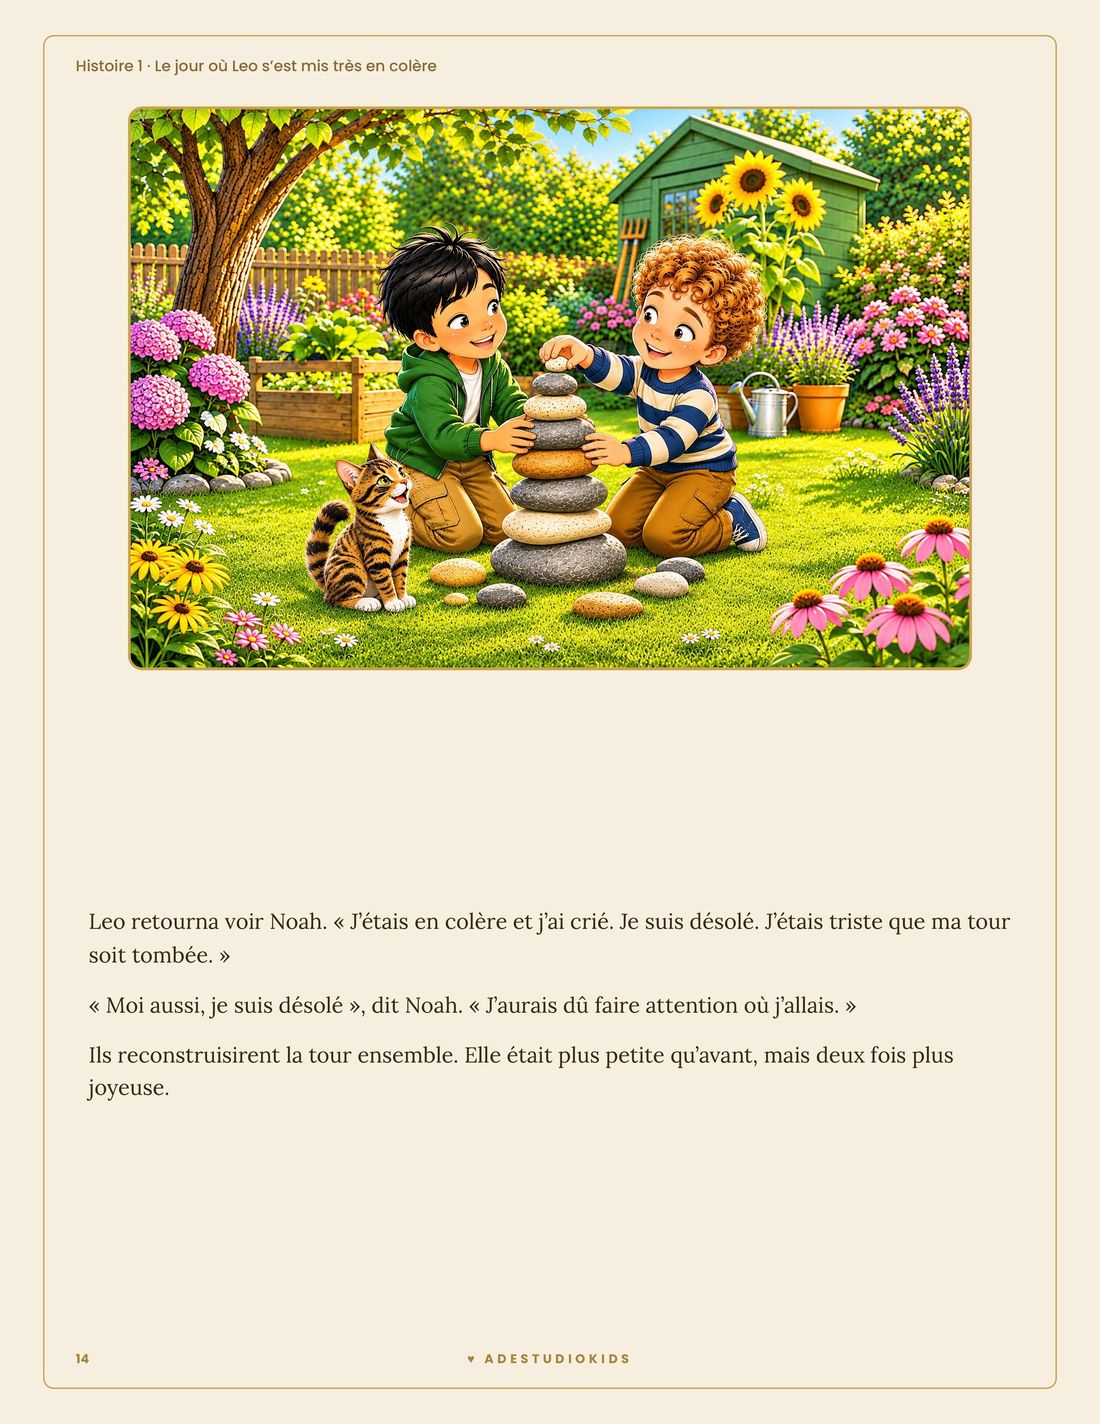 Histoire 1 · Le jour où Leo s’est mis très en colère
Leo retourna voir Noah. « J’étais en colère et j’ai crié. Je suis désolé. J’étais triste que ma tour
soit tombée. »
« Moi aussi, je suis désolé », dit Noah. « J’aurais dû faire attention où j’allais. »
Ils reconstruisirent la tour ensemble. Elle était plus petite qu’avant, mais deux fois plus
joyeuse.
14
♥ ADESTUDIOKIDS